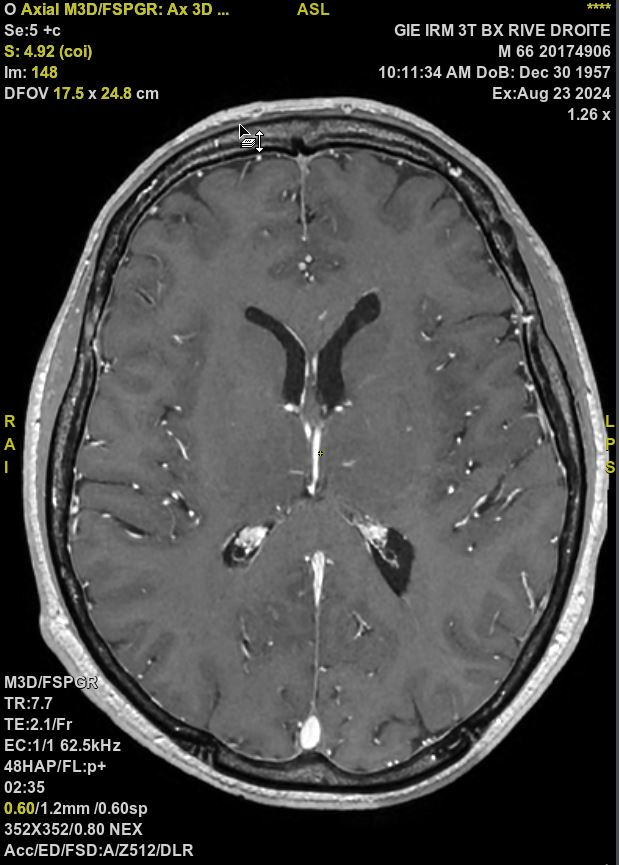 O Axial M3D/FSPGR: Ax 3D ...
ASL
****
Se:5 +c
GIE IRM 3T BX RIVE DROITE
S: 4.92 (coi)
M 66 20174906
Im: 148
10:11:34 AM DoB: Dec 30 1957
DFOV 17.5 x 24.8 cm
Ex:Aug 23 2024
1.26 x
R
A
I
L
P
S
M3D/FSPGR
TR:7.7
TE:2.1/Fr
EC:1/1 62.5kHz
48HAP/FL:p+
02:35
0.60/1.2mm /0.60sp
352X352/0.80 NEX
Acc/ED/FSD:A/Z512/DLR